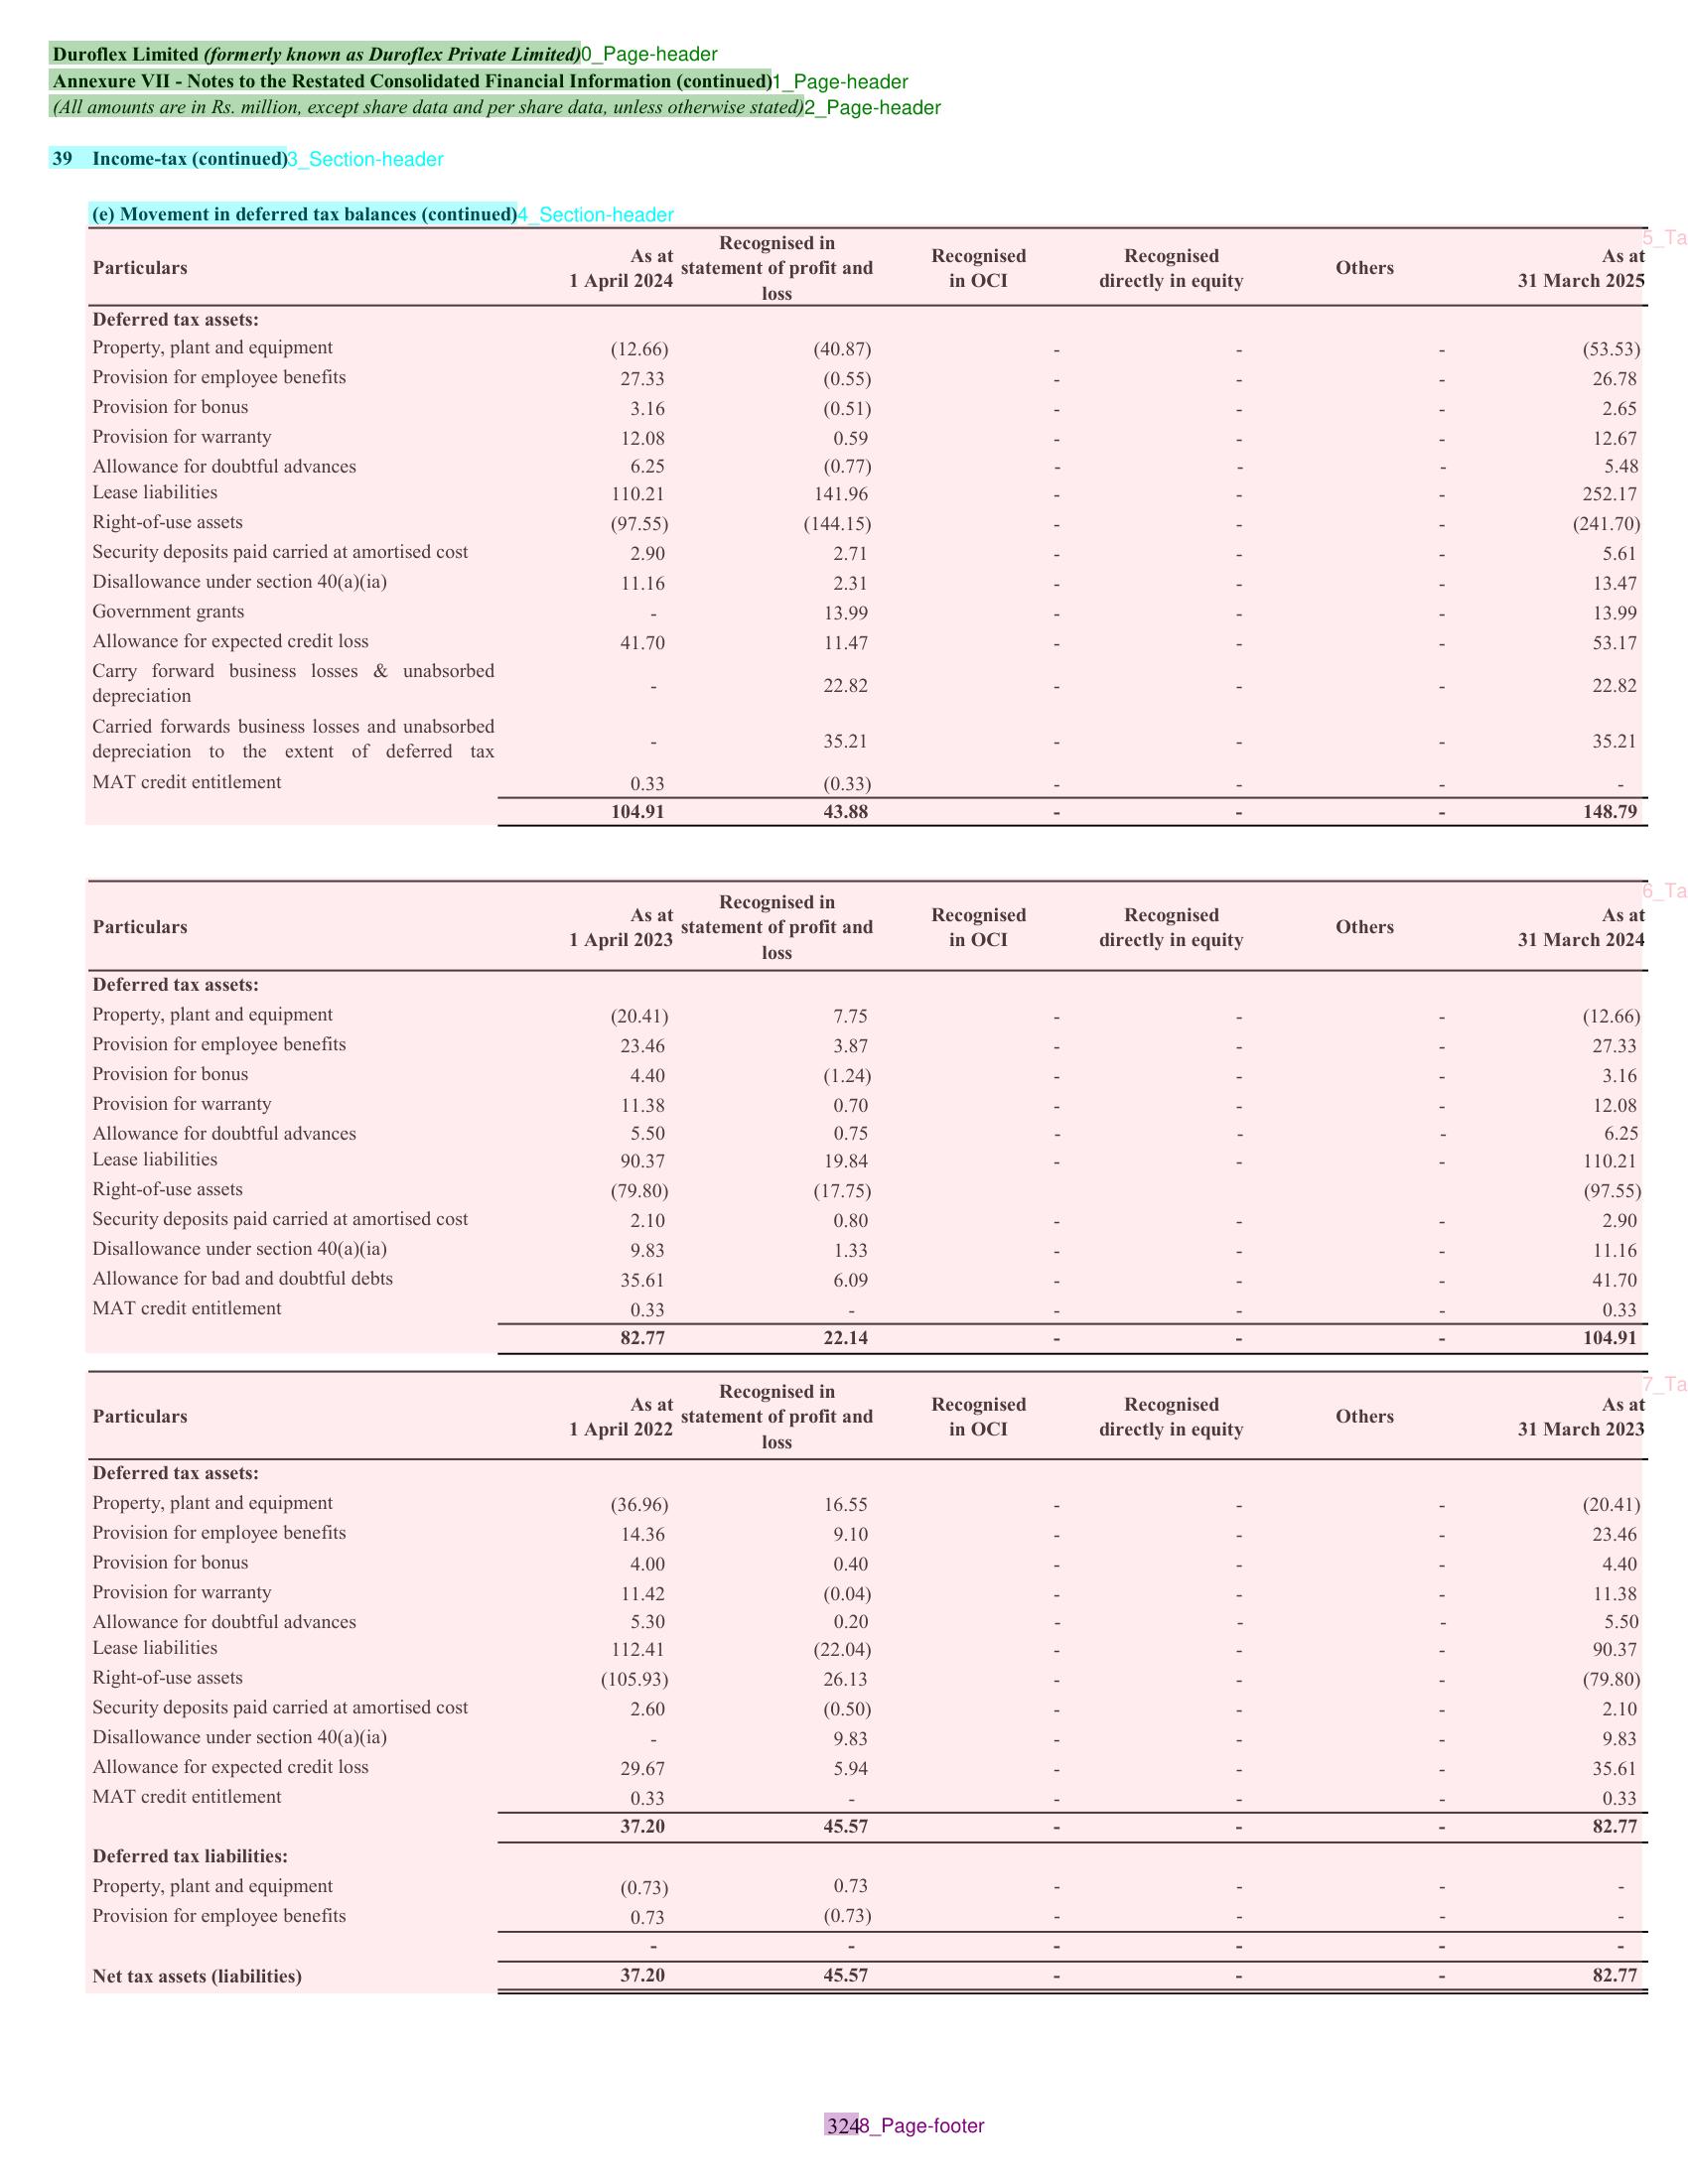 Duroflex Limited (formerly known as Duroflex Private Limited)0_Page-header
Annexure VII - Notes to the Restated Consolidated Financial Information (continued)1_Page-header
(All amounts are in Rs. million, except share data and per share data, unless otherwise stated)2_Page-header
39 Income-tax (continued)3_Section-header
(e) Movement in deferred tax balances (continued)4_Section-header
5_Ta
Particulars As at 1 April 2024 Recognised in statement of profit and loss Recognised in OCI Recognised directly in equity Others As at 31 March 2025
Deferred tax assets:
Property, plant and equipment (12.66) (40.87) - - - (53.53)
Provision for employee benefits 27.33 (0.55) - - - 26.78
Provision for bonus 3.16 (0.51) - - - 2.65
Provision for warranty 12.08 0.59 - - - 12.67
Allowance for doubtful advances 6.25 (0.77) - - - 5.48
Lease liabilities 110.21 141.96 - - - 252.17
Right-of-use assets (97.55) (144.15) - - - (241.70)
Security deposits paid carried at amortised cost 2.90 2.71 - - - 5.61
Disallowance under section 40(a)(ia) 11.16 2.31 - - - 13.47
Government grants - 13.99 - - - 13.99
Allowance for expected credit loss 41.70 11.47 - - - 53.17
Carry forward business losses & unabsorbed
depreciation - 22.82 - - - 22.82
Carried forwards business losses and unabsorbed
depreciation to the extent of deferred tax - 35.21 - - - 35.21
MAT credit entitlement 0.33 (0.33) - - - -
104.91 43.88 - - - 148.79
6_Ta
Particulars As at 1 April 2023 Recognised in statement of profit and loss Recognised in OCI Recognised directly in equity Others As at 31 March 2024
Deferred tax assets:
Property, plant and equipment (20.41) 7.75 - - - (12.66)
Provision for employee benefits 23.46 3.87 - - - 27.33
Provision for bonus 4.40 (1.24) - - - 3.16
Provision for warranty 11.38 0.70 - - - 12.08
Allowance for doubtful advances 5.50 0.75 - - - 6.25
Lease liabilities 90.37 19.84 - - - 110.21
Right-of-use assets (79.80) (17.75) - - - (97.55)
Security deposits paid carried at amortised cost 2.10 0.80 - - - 2.90
Disallowance under section 40(a)(ia) 9.83 1.33 - - - 11.16
Allowance for bad and doubtful debts 35.61 6.09 - - - 41.70
MAT credit entitlement 0.33 - - - - 0.33
82.77 22.14 - - - 104.91
7_Ta
Particulars As at 1 April 2022 Recognised in statement of profit and loss Recognised in OCI Recognised directly in equity Others As at 31 March 2023
Deferred tax assets:
Property, plant and equipment (36.96) 16.55 - - - (20.41)
Provision for employee benefits 14.36 9.10 - - - 23.46
Provision for bonus 4.00 0.40 - - - 4.40
Provision for warranty 11.42 (0.04) - - - 11.38
Allowance for doubtful advances 5.30 0.20 - - - 5.50
Lease liabilities 112.41 (22.04) - - - 90.37
Right-of-use assets (105.93) 26.13 - - - (79.80)
Security deposits paid carried at amortised cost 2.60 (0.50) - - - 2.10
Disallowance under section 40(a)(ia) - 9.83 - - - 9.83
Allowance for expected credit loss 29.67 5.94 - - - 35.61
MAT credit entitlement 0.33 - - - - 0.33
37.20 45.57 - - - 82.77
Deferred tax liabilities:
Property, plant and equipment (0.73) 0.73 - - - -
Provision for employee benefits 0.73 (0.73) - - - -
- - - - - -
Net tax assets (liabilities) 37.20 45.57 - - - 82.77
3248_Page-footer